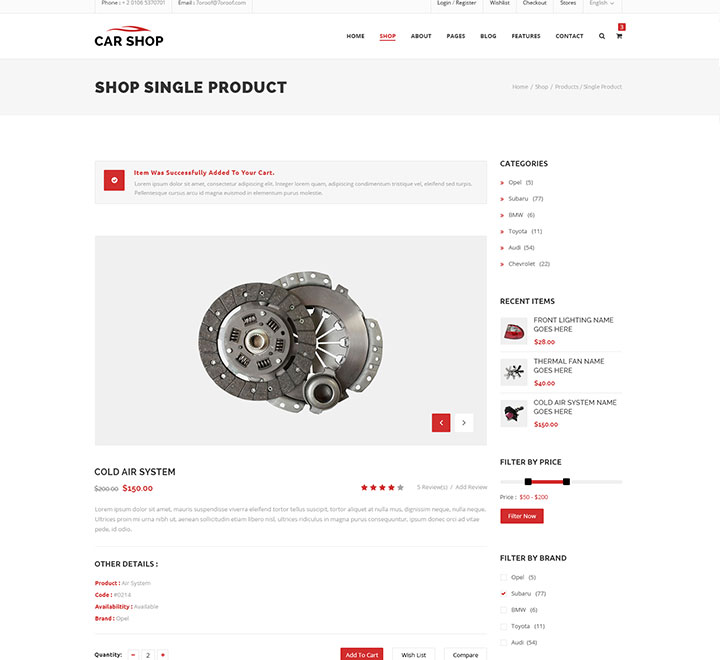 Phone : + 2 0106 5370701
Email : 7oroof@7oroof.com
Login / Register
Wishlist
Checkout
Stores
English
CAR SHOP
HOME
SHOP
ABOUT
PAGES
BLOG
FEATURES
CONTACT
3
SHOP SINGLE PRODUCT
Home / Shop / Products / Single Product
Item Was Successfully Added To Your Cart.
Lorem ipsum dolor sit amet, consectetur adipiscing elit. Integer lorem quam, adipiscing condimentum tristique vel, eleifend sed turpis.
Pellentesque cursus arcu id magna euismod in elementum purus molestie.
COLD AIR SYSTEM
$200.00 $150.00
5 Review(s) / Add Review
Lorem ipsum dolor sit amet, mauris suspendisse viverra eleifend tortor tellus suscipit, tortor aliquet at nulla mus, dignissim neque, nulla neque.
Ultrices proin mi urna nibh ut, aenean sollicitudin etiam libero nisl, ultrices ridiculus in magna purus consequuntur, ipsum donec orci ad vitae
pede, id odio.
OTHER DETAILS :
Product : Air System
Code : #0214
Availabiltity : Available
Brand : Opel
Quantity: - 2 +
Add To Cart
Wish List
Compare
CATEGORIES
Opel (5)
Subaru (77)
BMW (6)
Toyota (11)
Audi (54)
Chevrolet (22)
RECENT ITEMS
FRONT LIGHTING NAME
GOES HERE
$28.00
THERMAL FAN NAME
GOES HERE
$40.00
COLD AIR SYSTEM NAME
GOES HERE
$150.00
FILTER BY PRICE
Price : $50 - $200
Filter Now
FILTER BY BRAND
Opel (5)
Subaru (77)
BMW (6)
Toyota (11)
Audi (54)